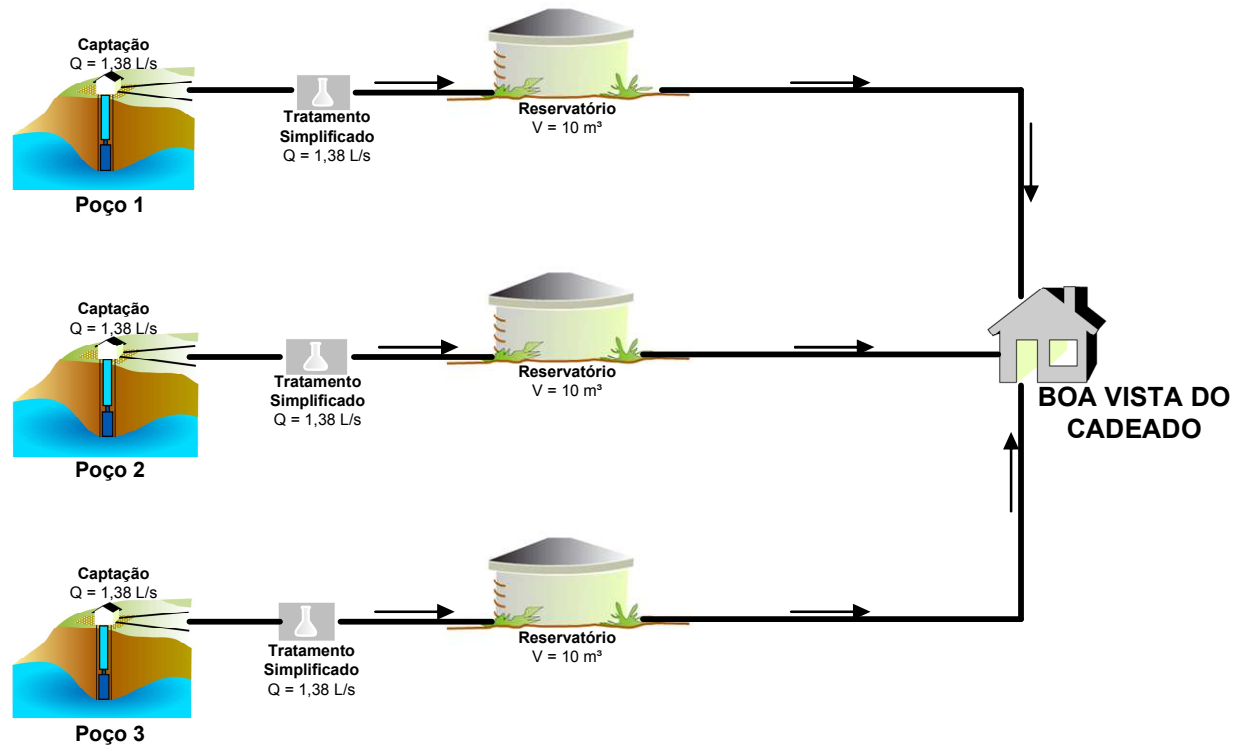 Captação
Q = 1,38 L/s
Tratamento
Simplificado
Q = 1,38 L/s
Reservatório
V = 10 m³
Poço 1
Captação
Q = 1,38 L/s
Tratamento
Simplificado
Q = 1,38 L/s
Reservatório
V = 10 m³
Poço 2
BOA VISTA DO
CADEADO
Captação
Q = 1,38 L/s
Tratamento
Simplificado
Q = 1,38 L/s
Reservatório
V = 10 m³
Poço 3